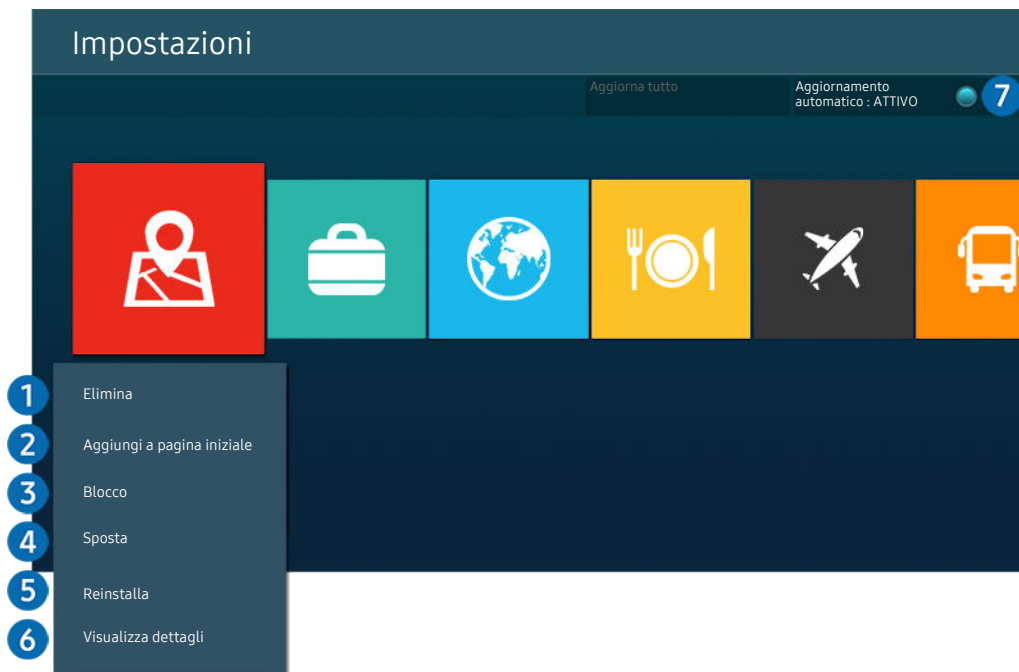 Impostazioni
Aggiorna tutto
Aggiornamento
automatico : ATTIVO
7
1 Elimina
2 Aggiungi a pagina iniziale
3 Blocco
4 Sposta
5 Reinstalla
6 Visualizza dettagli